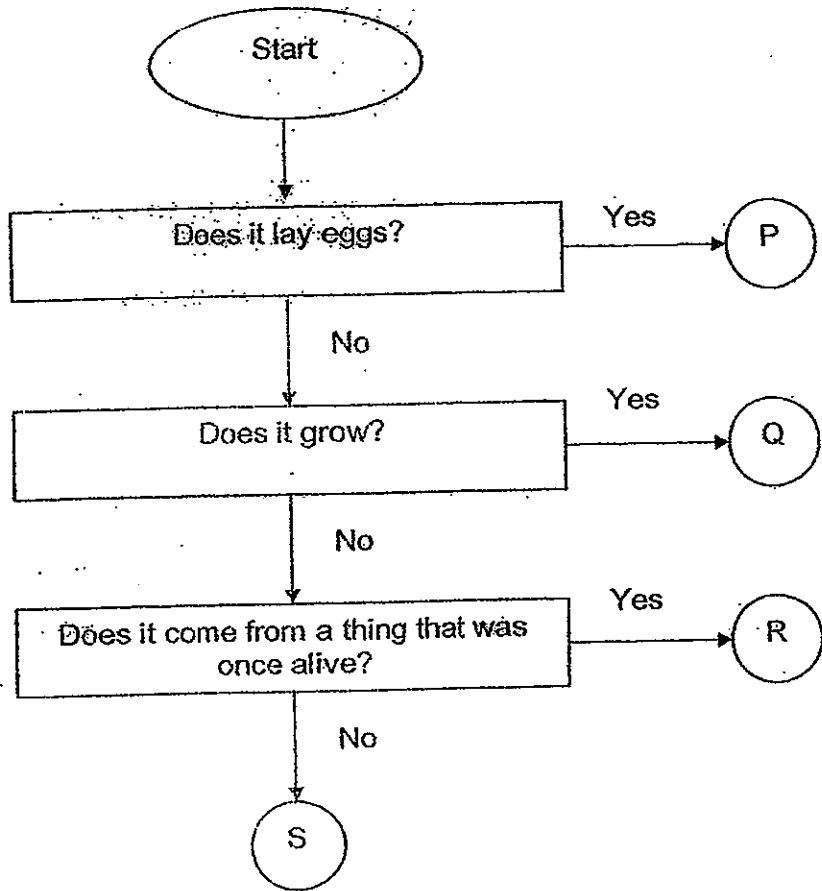 Start
Does it lay eggs?
Yes
P
No
Does it grow?
Yes
Q
No
Does it come from a thing that was
once alive?
Yes
R
No
S